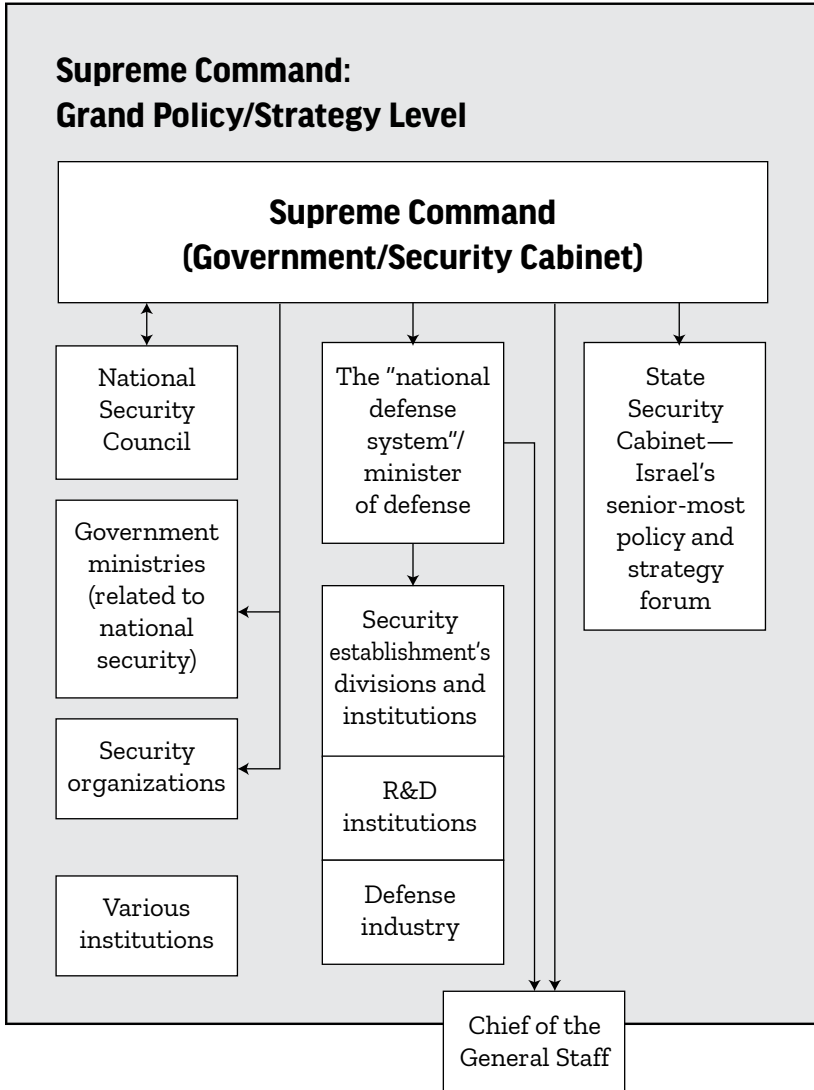 Supreme Command:
Grand Policy/Strategy Level
Supreme Command
(Government/Security Cabinet)
National
Security
Council
Government
ministries
(related to
national
security)
Security
organizations
Various
institutions
The “national
defense
system”/
minister
of defense
Security
establishment’s
divisions and
institutions
R&D
institutions
Defense
industry
State
Security
Cabinet—
Israel’s
senior-most
policy and
strategy
forum
Chief of the
General Staff